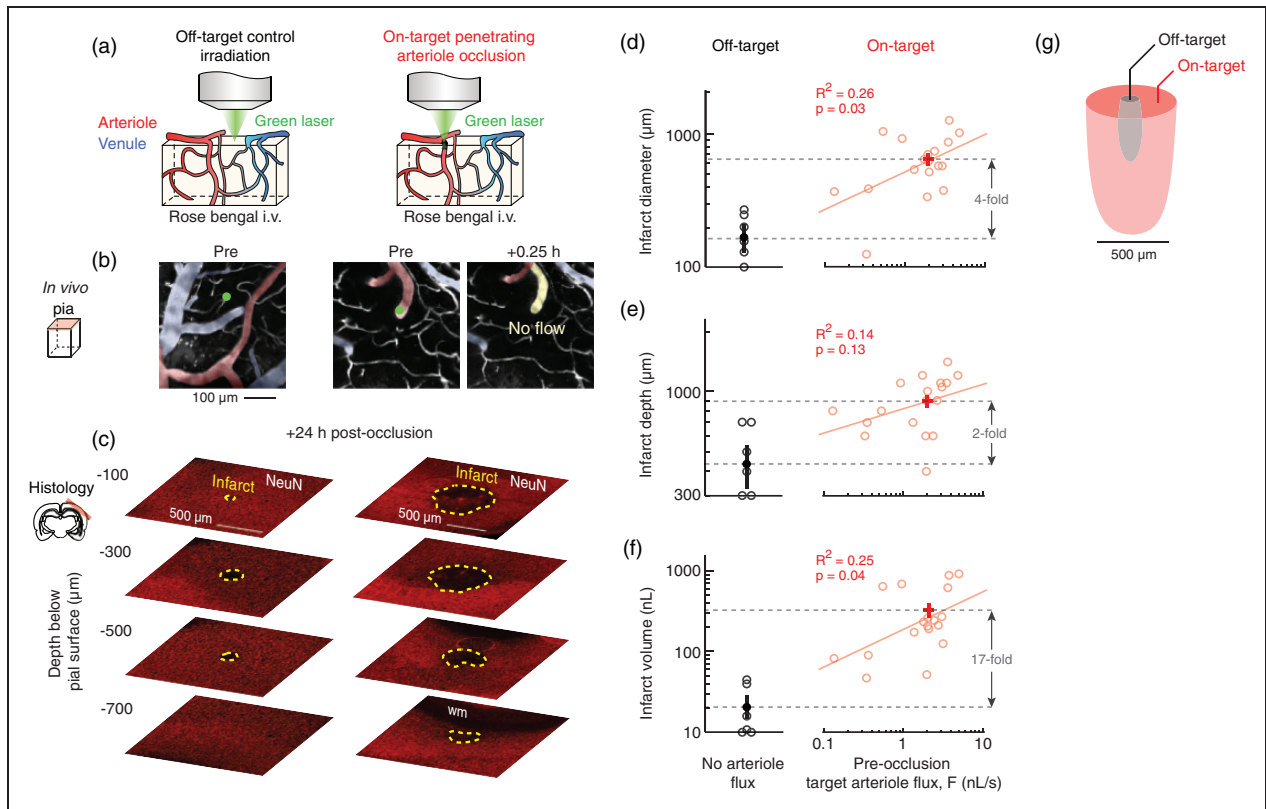 (a)
Off-target control
irradiation
On-target penetrating
arteriole occlusion
Arteriole
Venule
Green laser
Green laser
Rose bengal i.v.
Rose bengal i.v.
(b)
Pre
Pre
+0.25 h
In vivo
pia
No flow
100 µm
(c)
+24 h post-occlusion
Histology
Depth below
pial surface (µm)
-100
Infarct
NeuN
500 µm
Infarct
NeuN
500 µm
-300
-500
-700
wm
(d)
Off-target
On-target
R2 = 0.26
p = 0.03
Infarct diameter (µm)
1000
100
4-fold
(e)
R2 = 0.14
p = 0.13
Infarct depth (µm)
1000
300
2-fold
(f)
R2 = 0.25
p = 0.04
Infarct volume (nL)
1000
100
10
17-fold
0.1
1
10
No arteriole
flux
Pre-occlusion
target arteriole flux, F (nL/s)
(g)
Off-target
On-target
500 µm